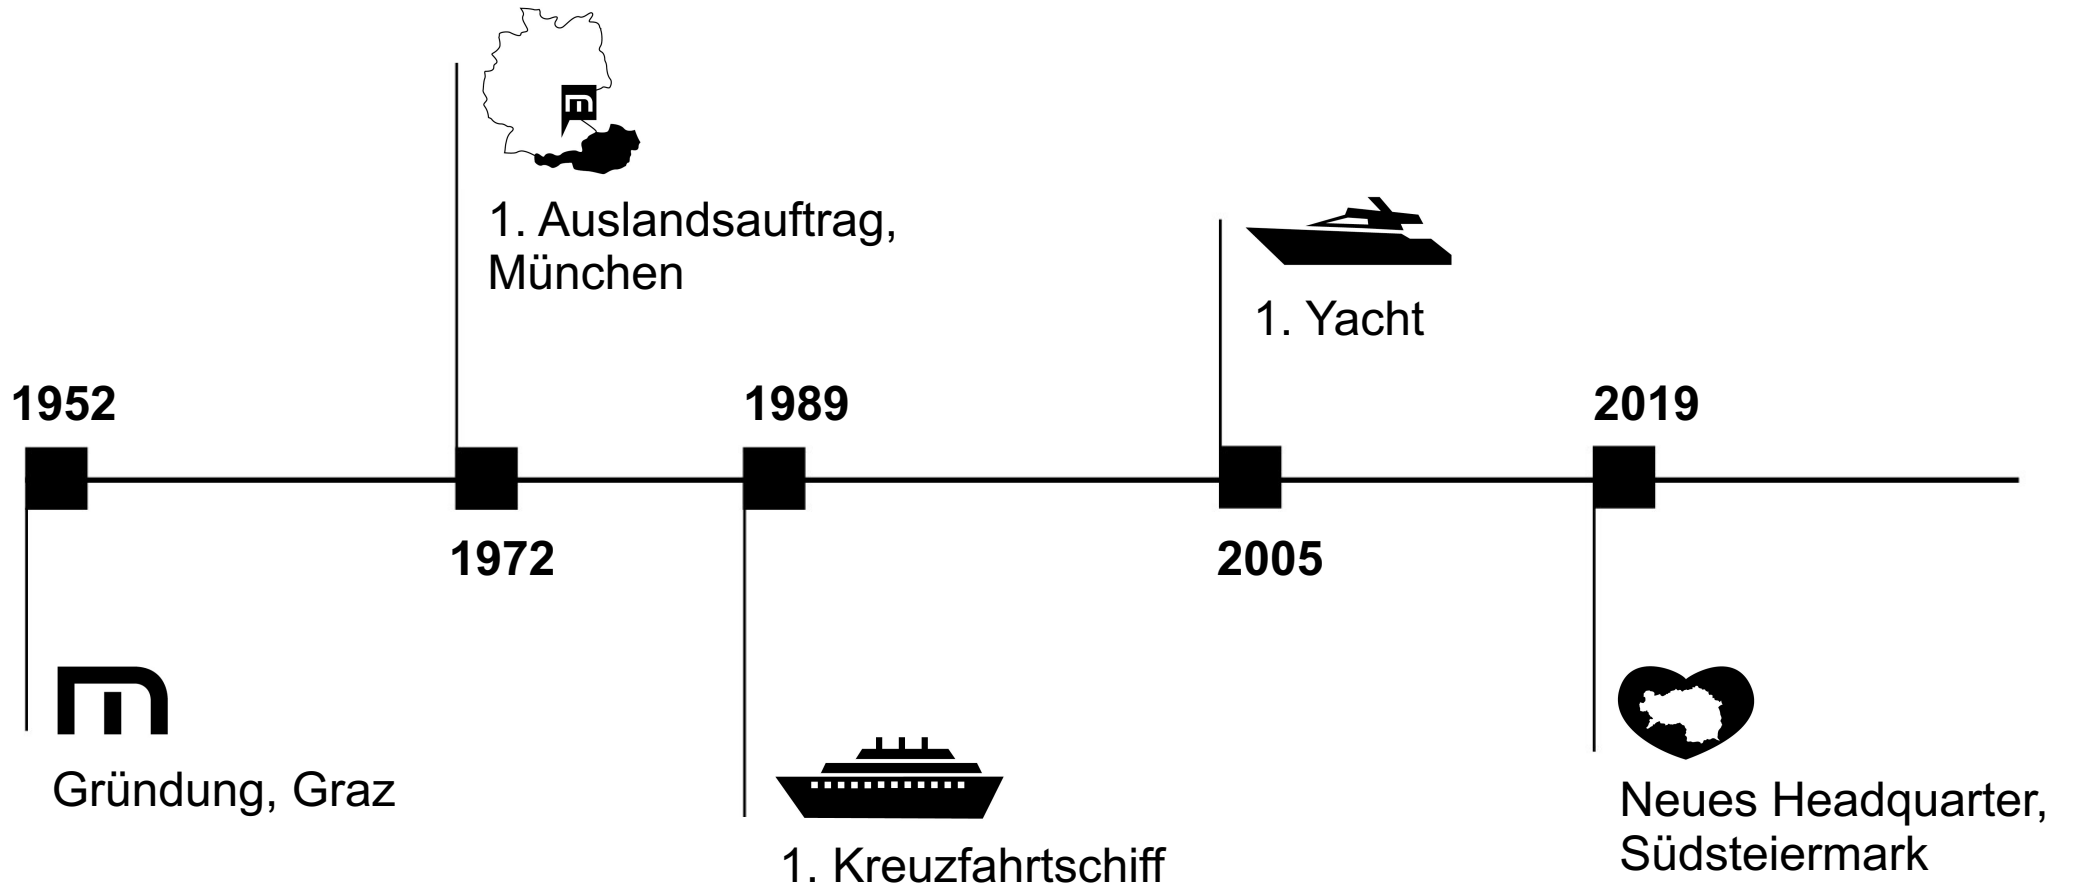 1952
Gründung, Graz
1. Auslandsauftrag,
München
1972
1989
1. Kreuzfahrtschiff
1. Yacht
2005
2019
Neues Headquarter,
Südsteiermark